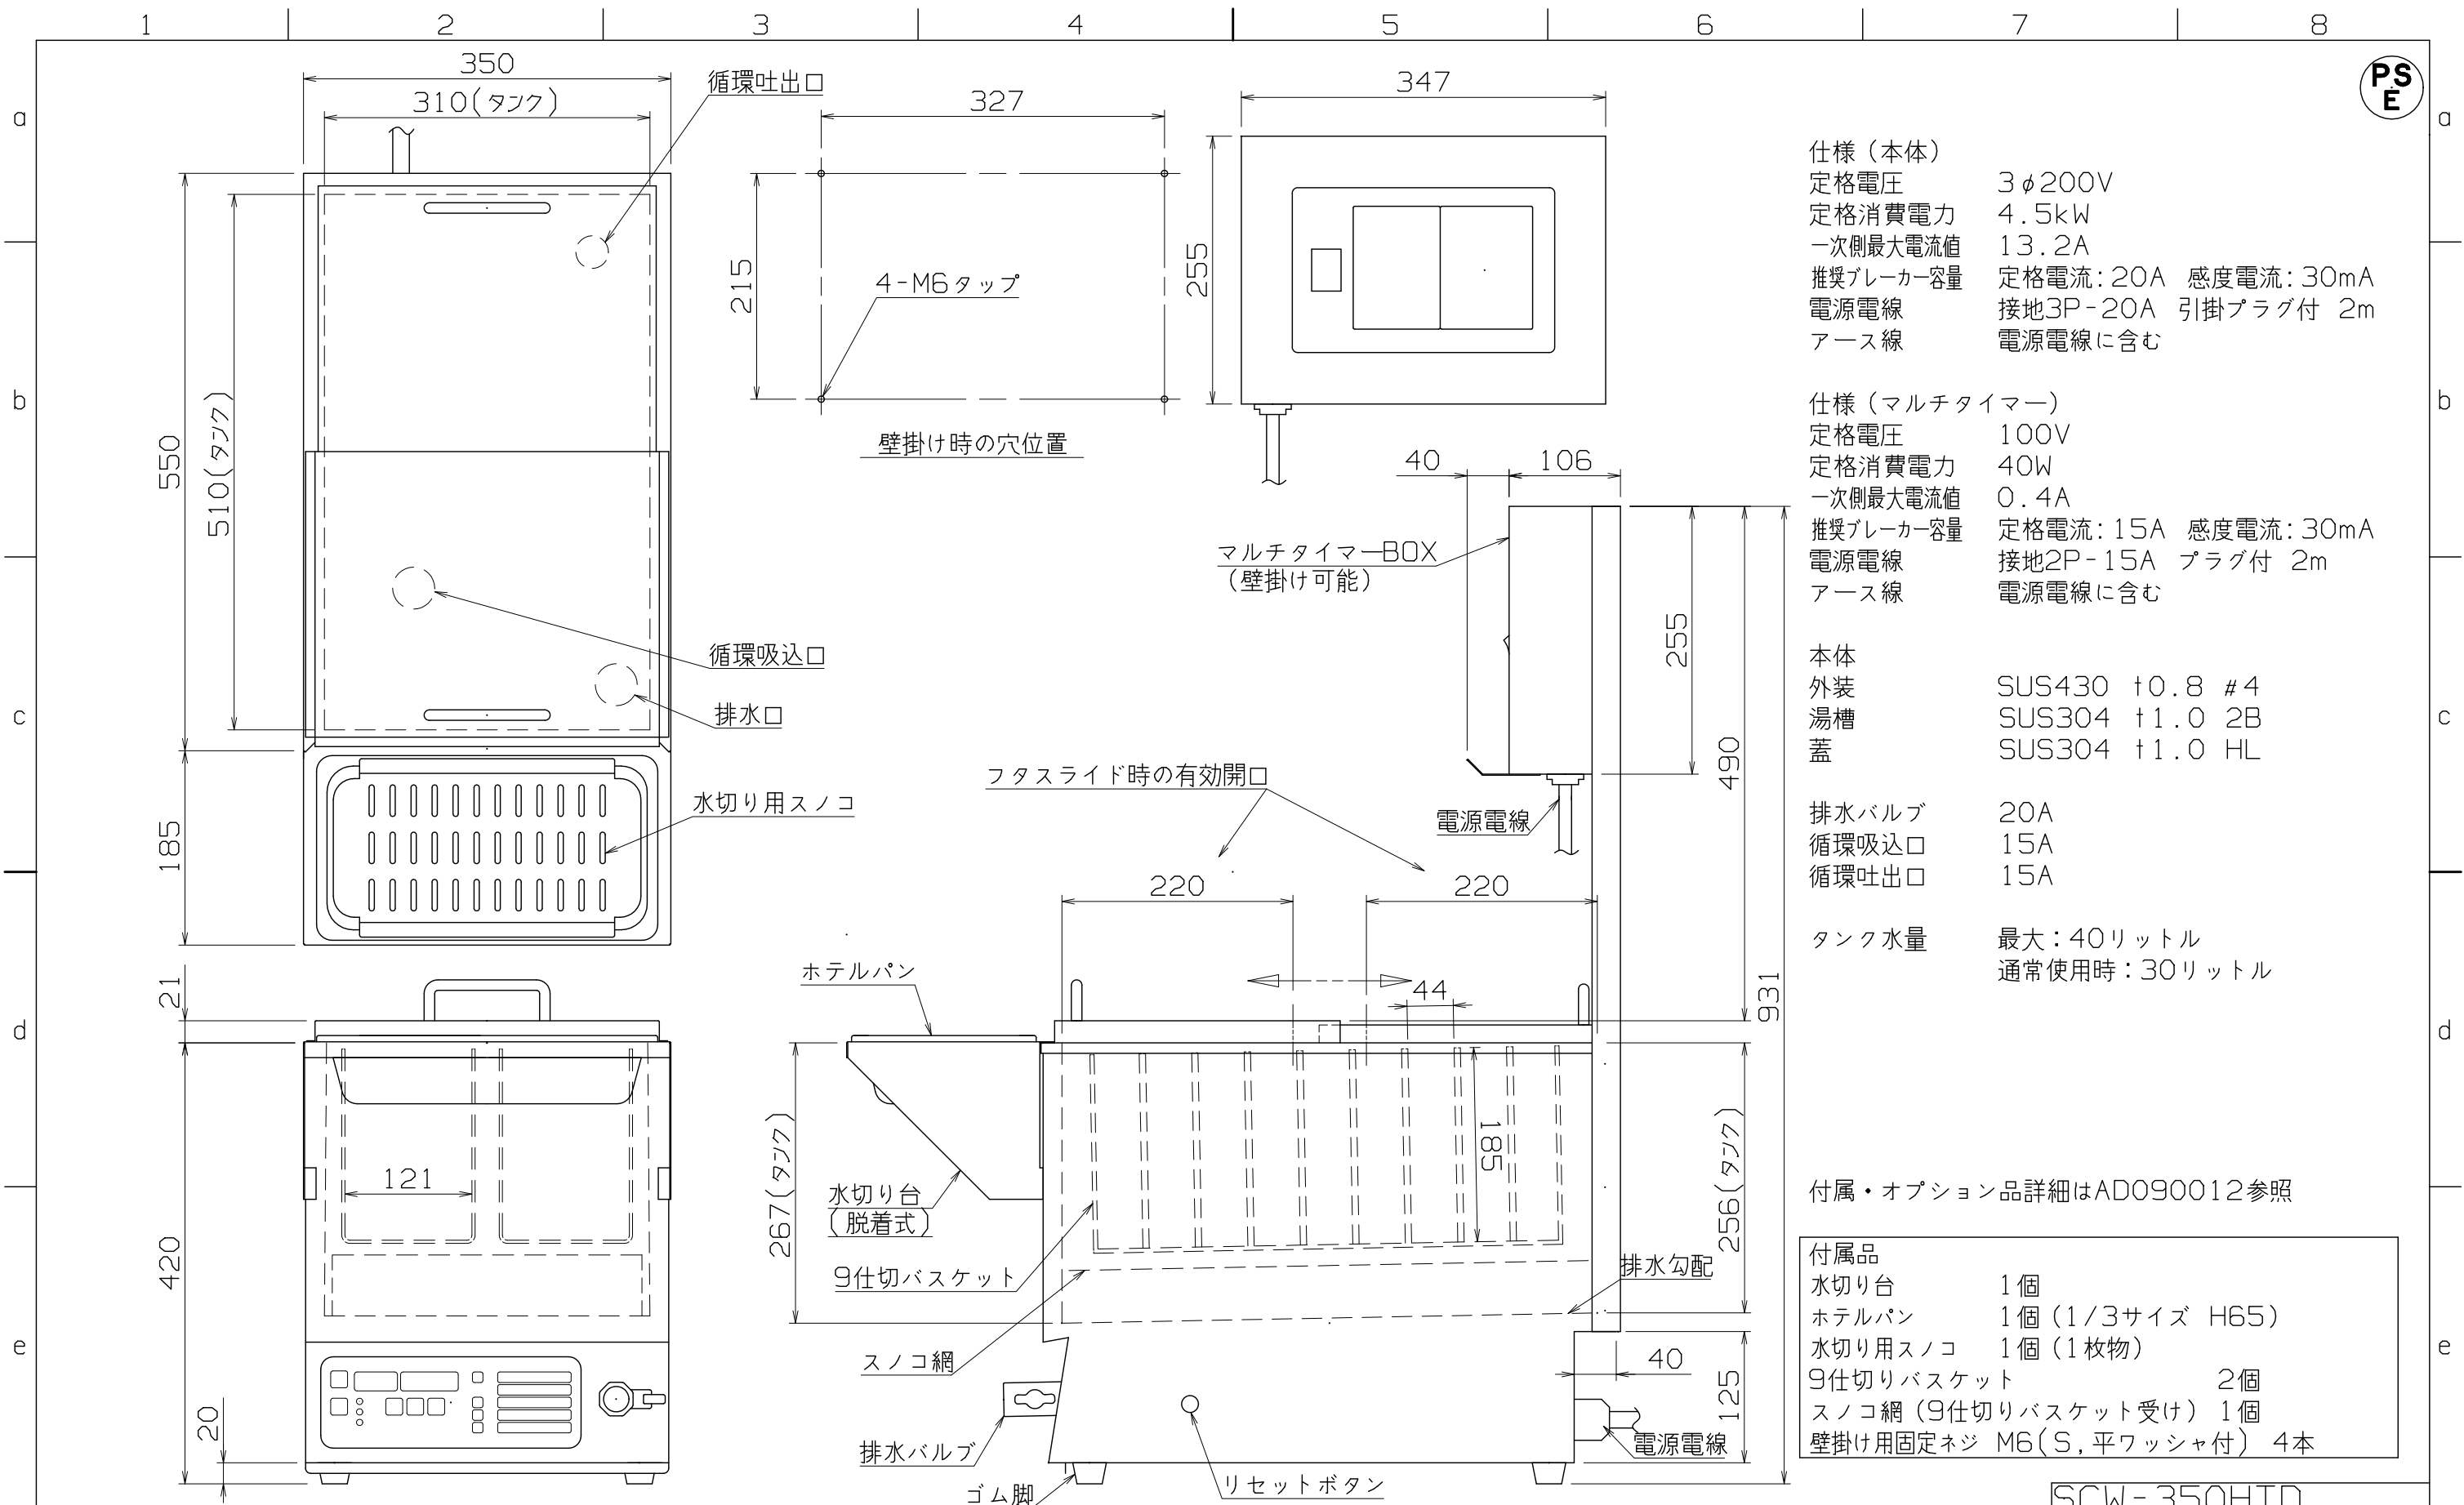 1 2 3 4 5 6 7 8
a
a
b
b
c
c
d
d
e
e
PS
E
350
310(タンク)
循環吐出口
550
510(タンク)
循環吸込口
排水口
水切り用スノコ
185
327
215
4-M6タップ
壁掛け時の穴位置
347
255
40
106
マルチタイマーBOX
(壁掛け可能)
255
490
931
電源電線
フタスライド時の有効開口
220
220
44
ホテルパン
水切り台
(脱着式)
267(タンク)
185
256(タンク)
9仕切バスケット
スノコ網
排水勾配
排水バルブ
ゴム脚
リセットボタン
電源電線
40
125
21
420
121
20
仕様(本体)
定格電圧 3φ200V
定格消費電力 4.5kW
一次側最大電流値 13.2A
推奨ブレーカー容量 定格電流:20A 感度電流:30mA
電源電線 接地3P-20A 引掛プラグ付 2m
アース線 電源電線に含む
仕様(マルチタイマー)
定格電圧 100V
定格消費電力 40W
一次側最大電流値 0.4A
推奨ブレーカー容量 定格電流:15A 感度電流:30mA
電源電線 接地2P-15A プラグ付 2m
アース線 電源電線に含む
本体
外装 SUS430 t0.8 #4
湯槽 SUS304 t1.0 2B
蓋 SUS304 t1.0 HL
排水バルブ 20A
循環吸込口 15A
循環吐出口 15A
タンク水量 最大:40リットル
通常使用時:30リットル
付属・オプション品詳細はAD090012参照
付属品
水切り台 1個
ホテルパン 1個(1/3サイズ H65)
水切り用スノコ 1個(1枚物)
9仕切りバスケット 2個
スノコ網(9仕切りバスケット受け) 1個
壁掛け用固定ネジ M6(S,平ワッシャ付) 4本